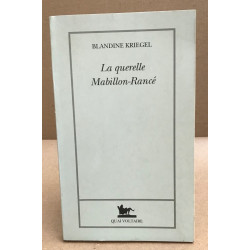 BLANDINE KRIEGEL
La querelle
Mabillon-Rancé
QUAI VOLTAIRE